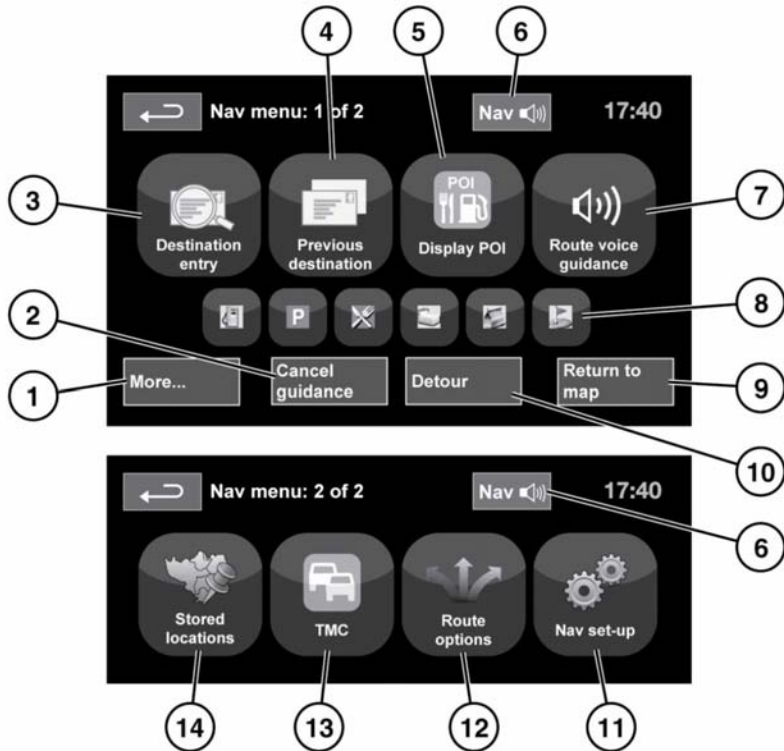 4
5
6
Nav menu: 1 of 2
Nav
17:40
3
7
POI
Destination
entry
Previous
destination
Display POI
Route voice
guidance
2
P
8
1
More...
Cancel
guidance
Detour
Return to
map
9
10
Nav menu: 2 of 2
Nav
17:40
6
Stored
locations
TMC
Route
options
Nav set-up
14
13
12
11